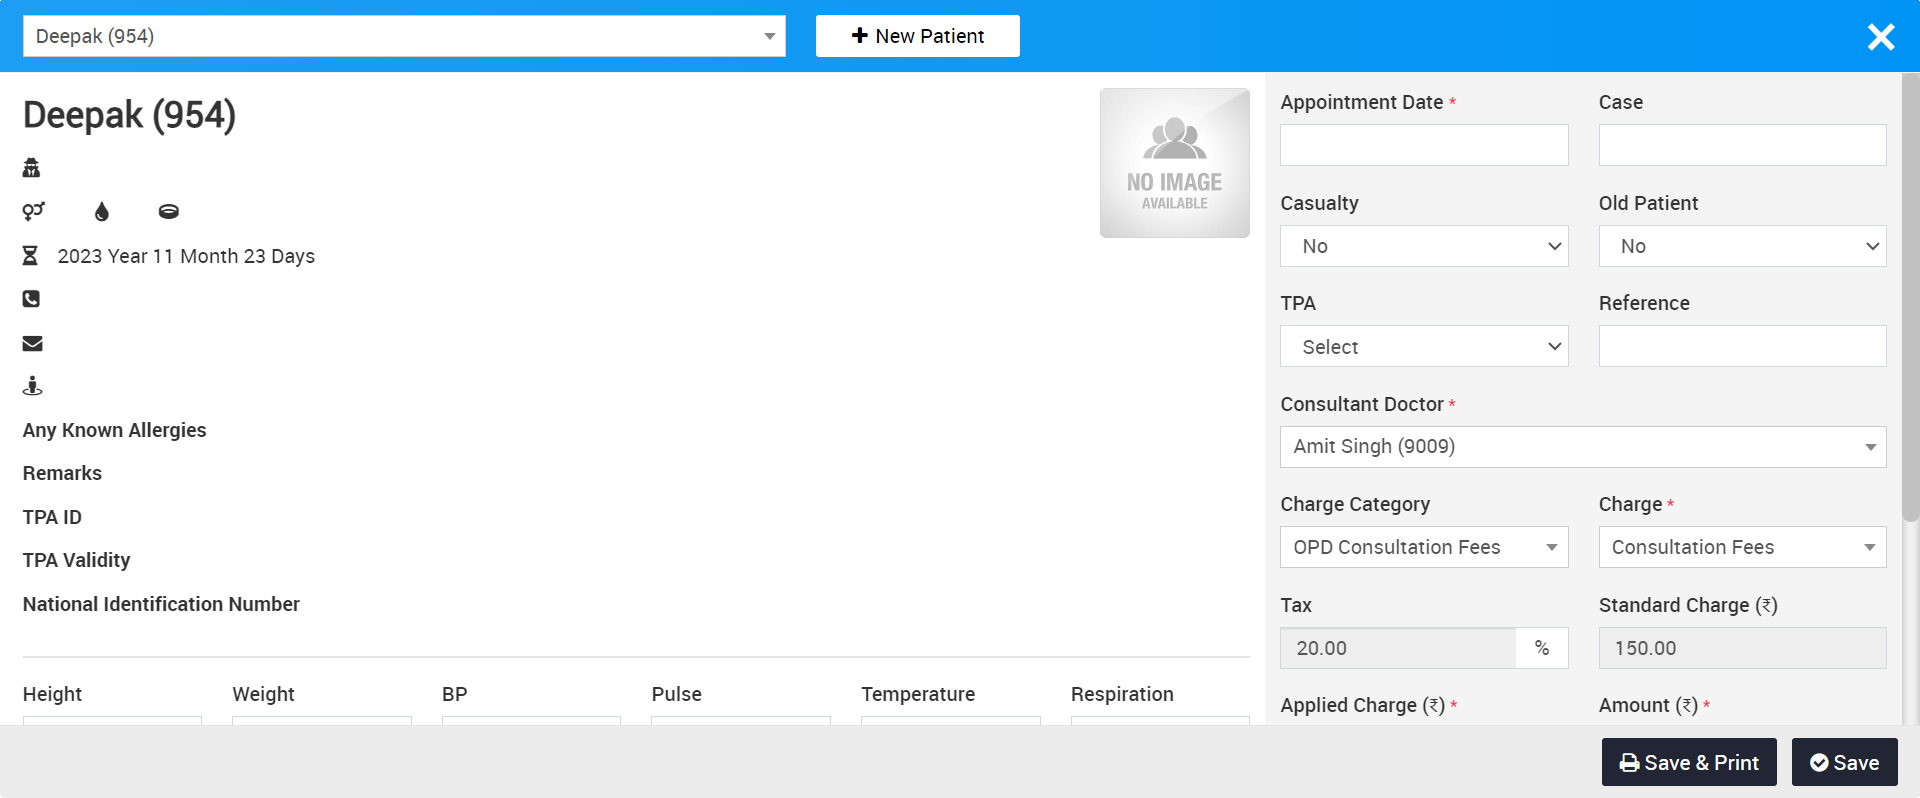 Deepak (954)
New Patient
Deepak (954)
NO IMAGE
AVAILABLE
2023 Year 11 Month 23 Days
Any Known Allergies
Remarks
TPA ID
TPA Validity
National Identification Number
Height Weight BP Pulse Temperature Respiration
Appointment Date * Case
Casualty Old Patient
No No
TPA Reference
Select
Consultant Doctor *
Amit Singh (9009)
Charge Category Charge *
OPD Consultation Fees Consultation Fees
Tax Standard Charge (₹)
20.00 % 150.00
Applied Charge (₹) * Amount (₹) *
Save & Print Save